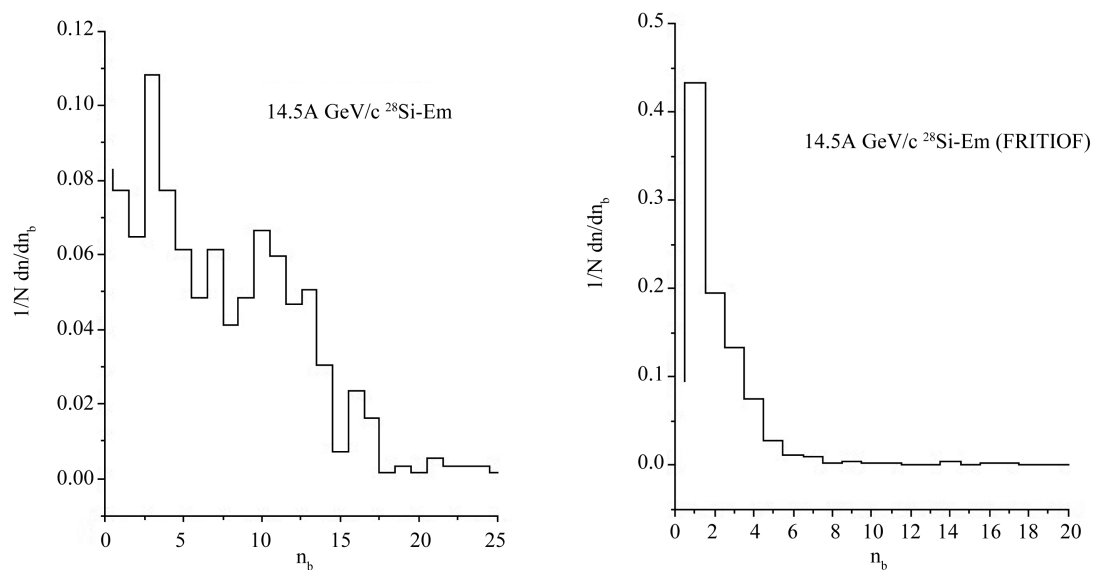 0.12
0.10
0.08
0.06
0.04
0.02
0.00
1/N dn/dn_b
14.5A GeV/c ²⁸Si-Em
0 5 10 15 20 25
n_b
0.5
0.4
0.3
0.2
0.1
0.0
1/N dn/dn_b
14.5A GeV/c ²⁸Si-Em (FRITIOF)
0 2 4 6 8 10 12 14 16 18 20
n_b